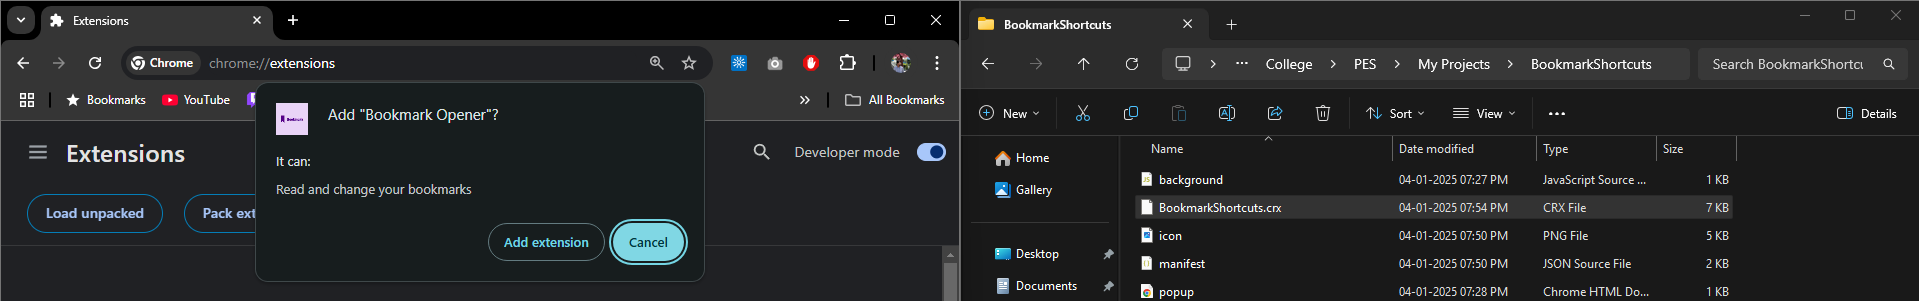 Extensions
Chrome
chrome://extensions
Bookmarks
YouTube
All Bookmarks
Extensions
Developer mode
Load unpacked
Pack ext
Add "Bookmark Opener"?
It can:
Read and change your bookmarks
Add extension
Cancel
BookmarkShortcuts
College
PES
My Projects
BookmarkShortcuts
Search BookmarkShortcu
New
Sort
View
Details
Home
Gallery
Desktop
Documents
Name Date modified Type Size
background 04-01-2025 07:27 PM JavaScript Source ... 1 KB
BookmarkShortcuts.crx 04-01-2025 07:54 PM CRX File 7 KB
icon 04-01-2025 07:50 PM PNG File 5 KB
manifest 04-01-2025 07:50 PM JSON Source File 2 KB
popup 04-01-2025 07:28 PM Chrome HTML Do... 1 KB